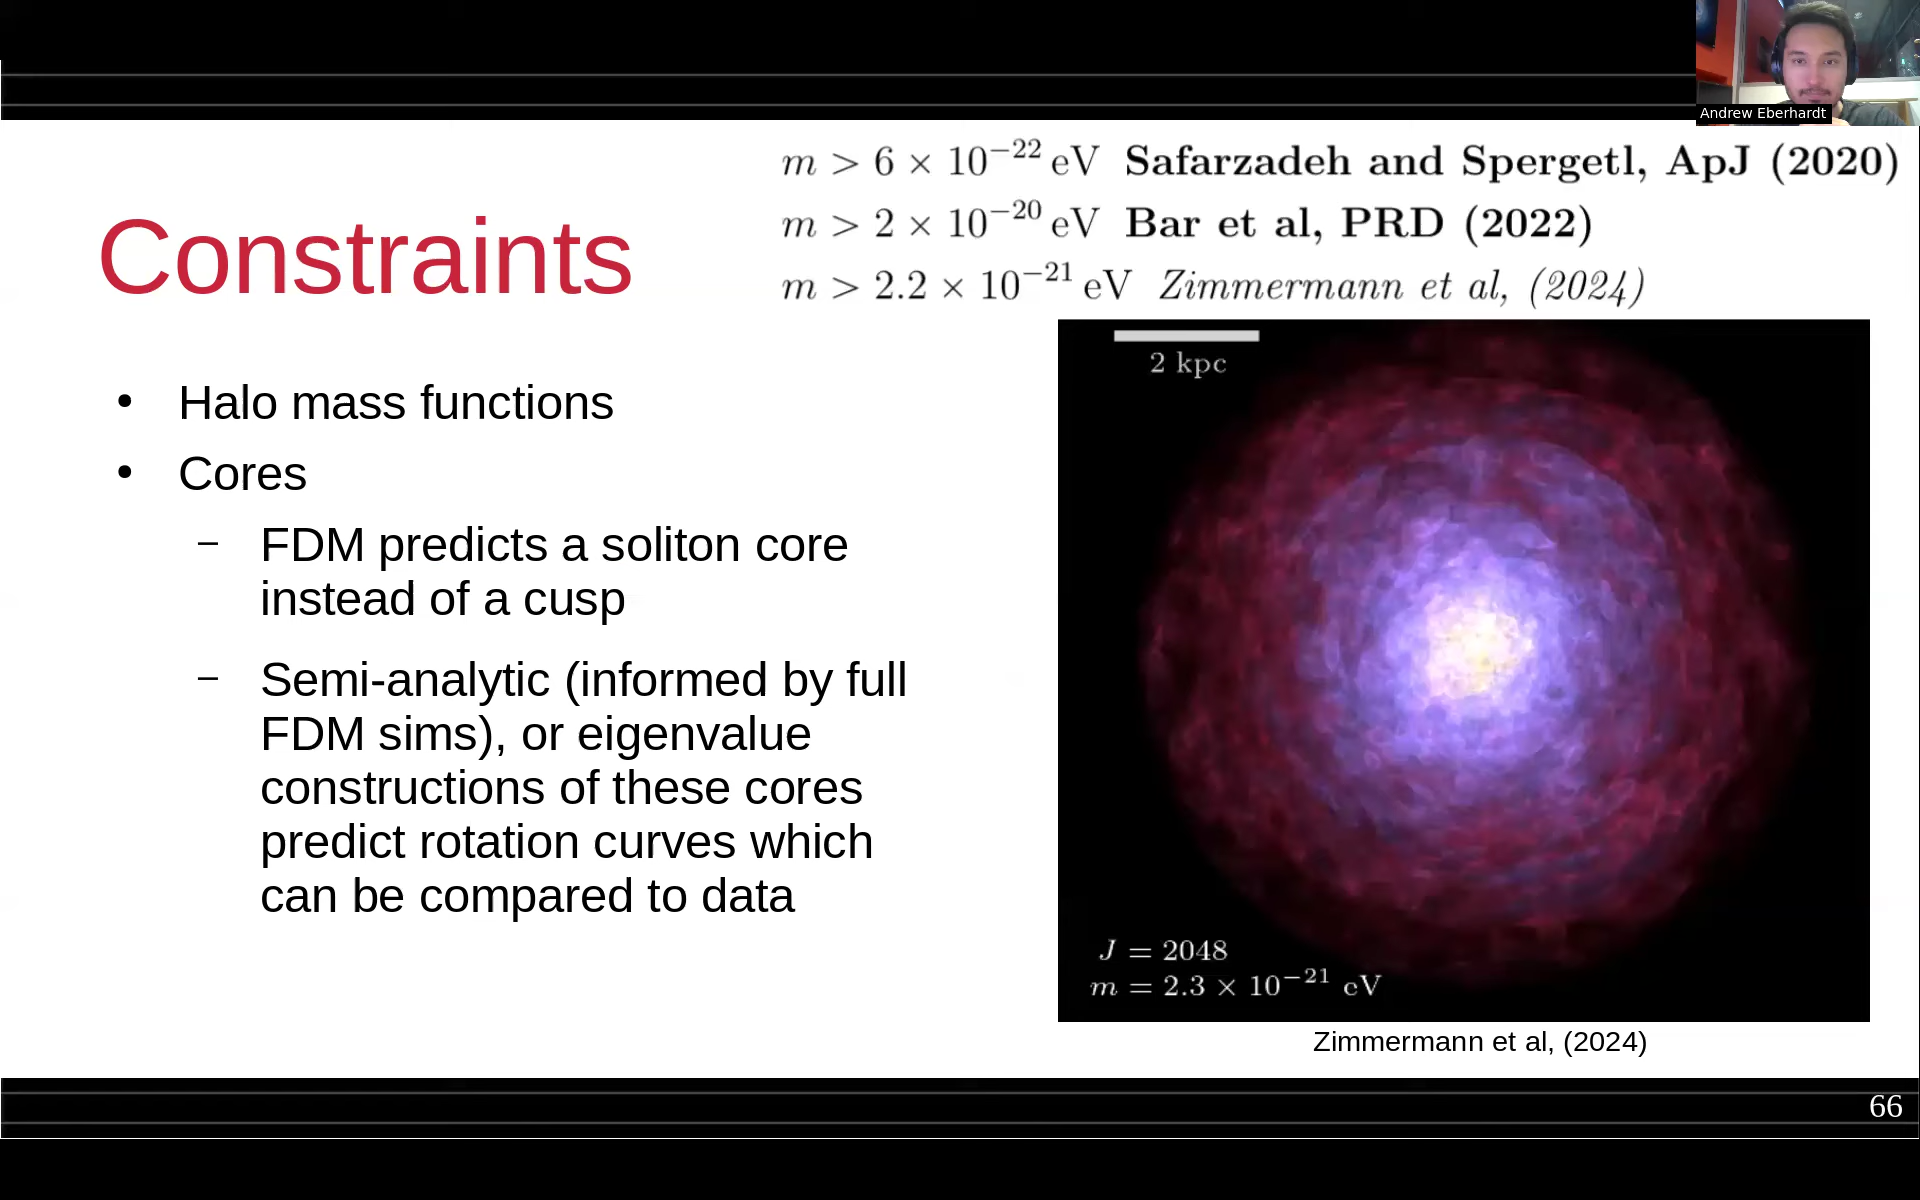 Andrew Eberhardt
m > 6 × 10⁻²² eV Safarzadeh and Spergetl, ApJ (2020)
m > 2 × 10⁻²⁰ eV Bar et al, PRD (2022)
m > 2.2 × 10⁻²¹ eV Zimmermann et al, (2024)
Constraints
• Halo mass functions
• Cores
– FDM predicts a soliton core
instead of a cusp
– Semi-analytic (informed by full
FDM sims), or eigenvalue
constructions of these cores
predict rotation curves which
can be compared to data
2 kpc
J = 2048
m = 2.3 × 10⁻²¹ eV
Zimmermann et al, (2024)
66